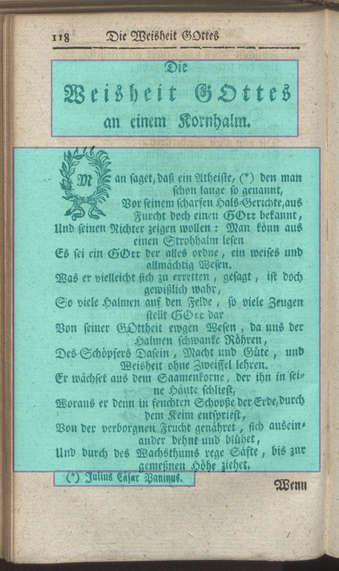 118 Die Weisheit GOttes
Die
Weisheit GOttes
an einem Kornhalm.
Man saget, daß ein Atheiste, (*) den man
schon lange so genannt,
Vor seinem scharfen Hals-Gerichte, aus
Furcht doch einen GOtt bekannt,
Und seinen Richter zeigen wollen: Man könn aus
einen Strohhalm lesen
Es sei ein GOtt der alles ordne, ein weises und
allmächtig Wesen.
Was er vielleicht sich zu erretten, gesagt, ist doch
gewißlich wahr,
So viele Halmen auf den Felde, so viele Zeugen
stellt GOtt dar
Von seiner GOttheit ewgen Wesen, da uns der
Halmen schwanke Röhren,
Des Schöpfers Dasein, Macht und Güte, und
Weisheit ohne Zweiffel lehren.
Er wächset aus dem Saamenkorne, der ihn in sei-
ne Häute schließt,
Woraus er denn in feuchten Schooße der Erde, durch
dem Keim entsprießt,
Von der verborgnen Frucht genähret, sich ausein-
ander dehnt und blühet,
Und durch des Wachsthums rege Säfte, bis zur
gemeßnen Höhe ziehet.
(*) Julius Cäsar Vaninus.
Wenn